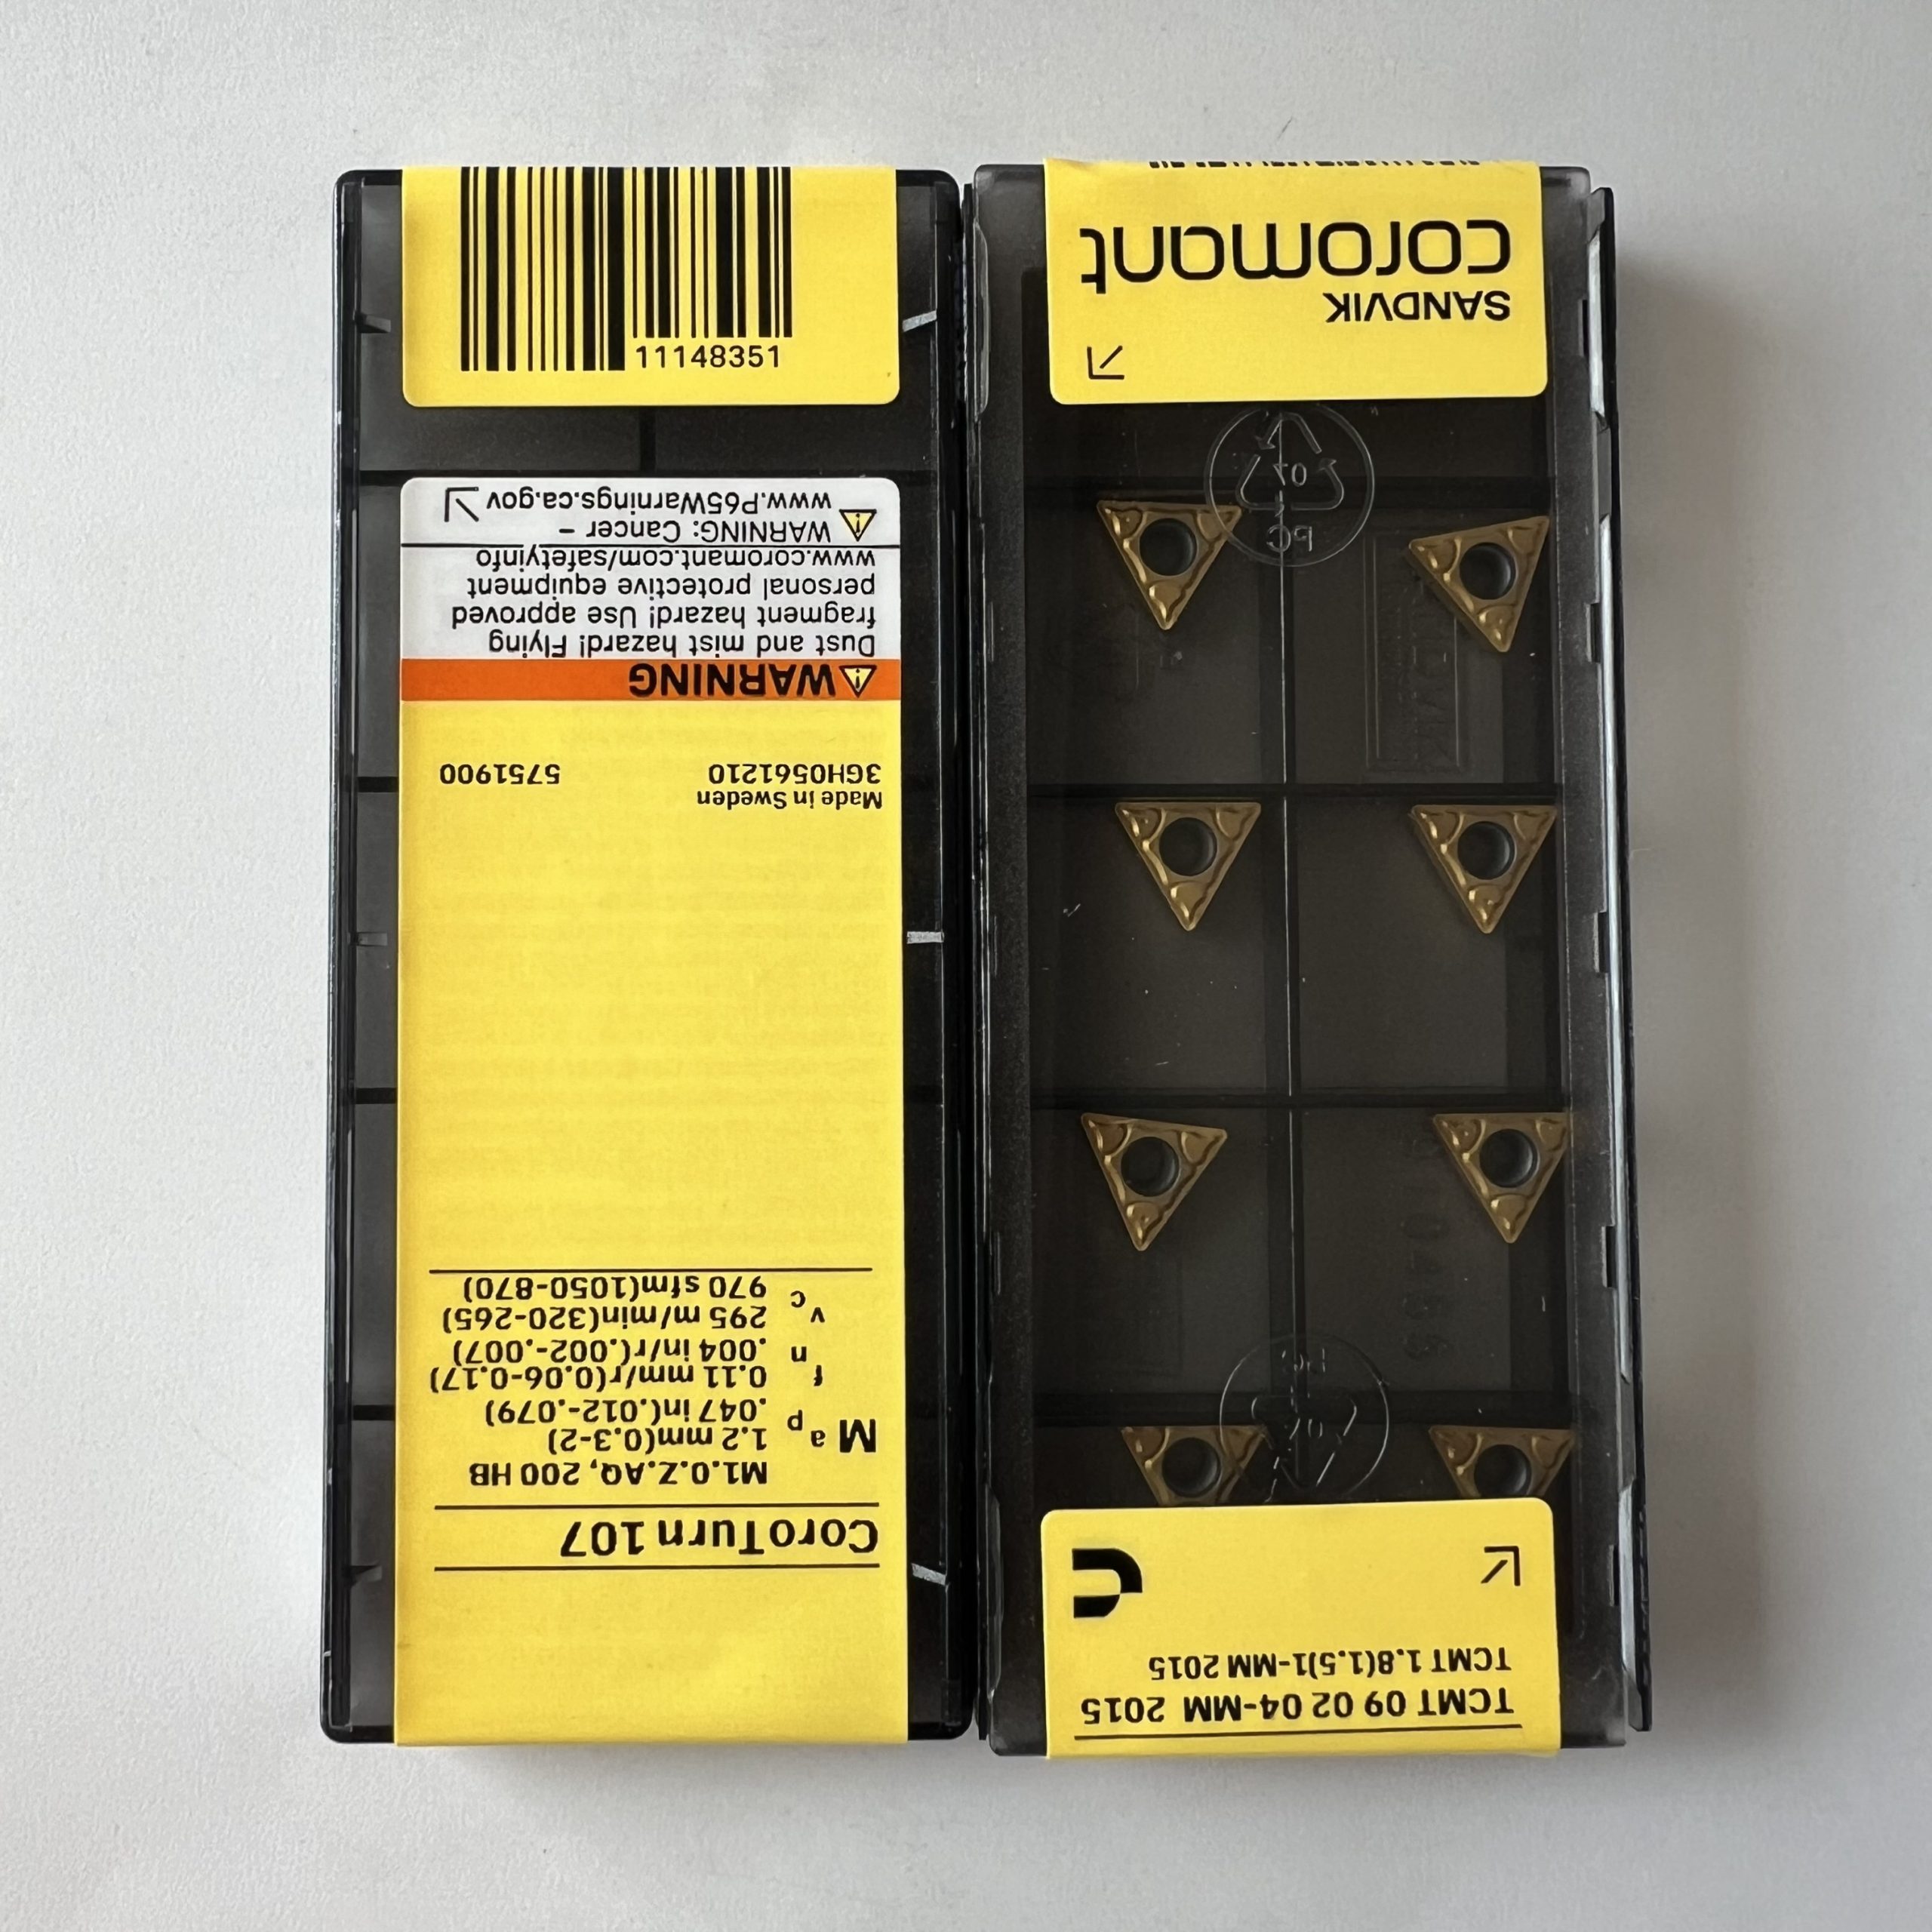 11148351
CoroTurn 107
M1.0.Z.AQ, 200 HB
M ap 1.2 mm(0.3-2)
.047 in(.012-.079)
fn 0.11 mm/r(0.06-0.17)
.004 in/r(.002-.007)
vc 295 m/min(320-265)
970 sfm(1050-870)
Made in Sweden
3GH0561210 5751900
WARNING
Dust and mist hazard! Flying
fragment hazard! Use approved
personal protective equipment
www.coromant.com/safetyinfo
WARNING: Cancer –
www.P65Warnings.ca.gov
TCMT 09 02 04-MM 2015
TCMT 1.8(1.5)1-MM 2015
07
PC
SANDVIK
coromant
07
PC